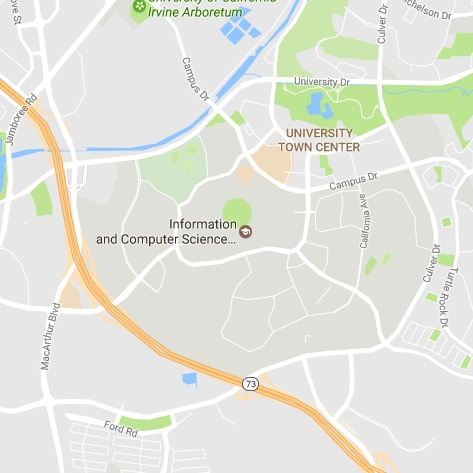 University of California
Irvine Arboretum
Michelson Dr
Culver Dr
Campus Dr
University Dr
Jamboree Rd
UNIVERSITY
TOWN CENTER
Campus Dr
California Ave
Information
and Computer Science...
Culver Dr
Turtle Rock Dr
MacArthur Blvd
73
Ford Rd